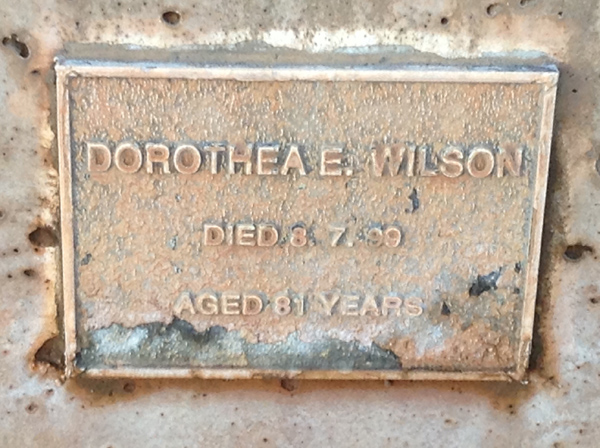 DOROTHEA E. WILSON
DIED 8. 7. 99
AGED 81 YEARS